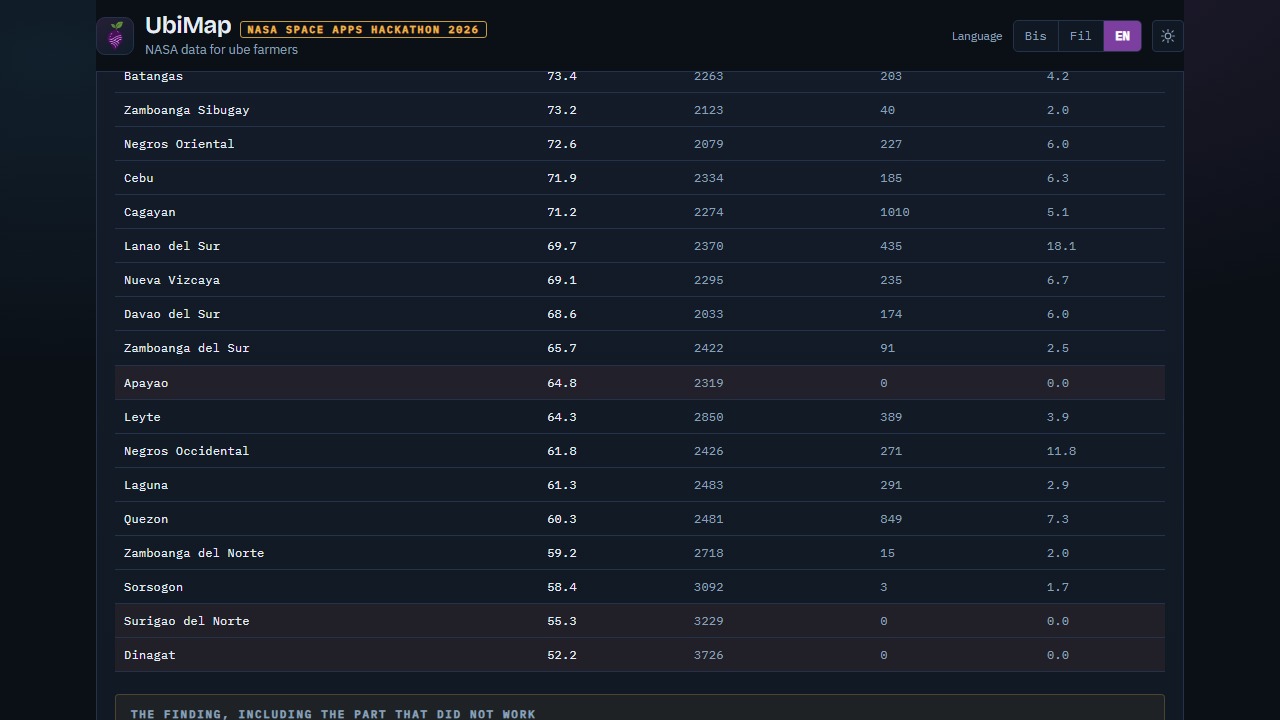 UbiMap NASA SPACE APPS HACKATHON 2026
NASA data for ube farmers
Language Bis Fil EN
Batangas 73.4 2263 203 4.2
Zamboanga Sibugay 73.2 2123 40 2.0
Negros Oriental 72.6 2079 227 6.0
Cebu 71.9 2334 185 6.3
Cagayan 71.2 2274 1010 5.1
Lanao del Sur 69.7 2370 435 18.1
Nueva Vizcaya 69.1 2295 235 6.7
Davao del Sur 68.6 2033 174 6.0
Zamboanga del Sur 65.7 2422 91 2.5
Apayao 64.8 2319 0 0.0
Leyte 64.3 2850 389 3.9
Negros Occidental 61.8 2426 271 11.8
Laguna 61.3 2483 291 2.9
Quezon 60.3 2481 849 7.3
Zamboanga del Norte 59.2 2718 15 2.0
Sorsogon 58.4 3092 3 1.7
Surigao del Norte 55.3 3229 0 0.0
Dinagat 52.2 3726 0 0.0
THE FINDING, INCLUDING THE PART THAT DID NOT WORK